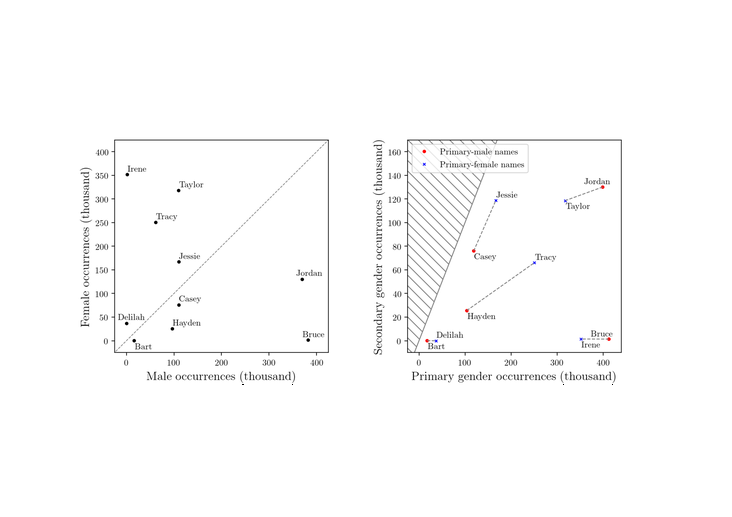 Irene
Taylor
Tracy
Jessie
Jordan
Casey
Delilah
Hayden
Bruce
Bart
400
350
300
250
200
150
100
50
0
Female occurrences (thousand)
0
100
200
300
400
Male occurrences (thousand)
Primary-male names
Primary-female names
Jordan
Jessie
Taylor
Casey
Tracy
Hayden
Delilah
Bruce
Bart
Irene
160
140
120
100
80
60
40
20
0
Secondary gender occurrences (thousand)
0
100
200
300
400
Primary gender occurrences (thousand)